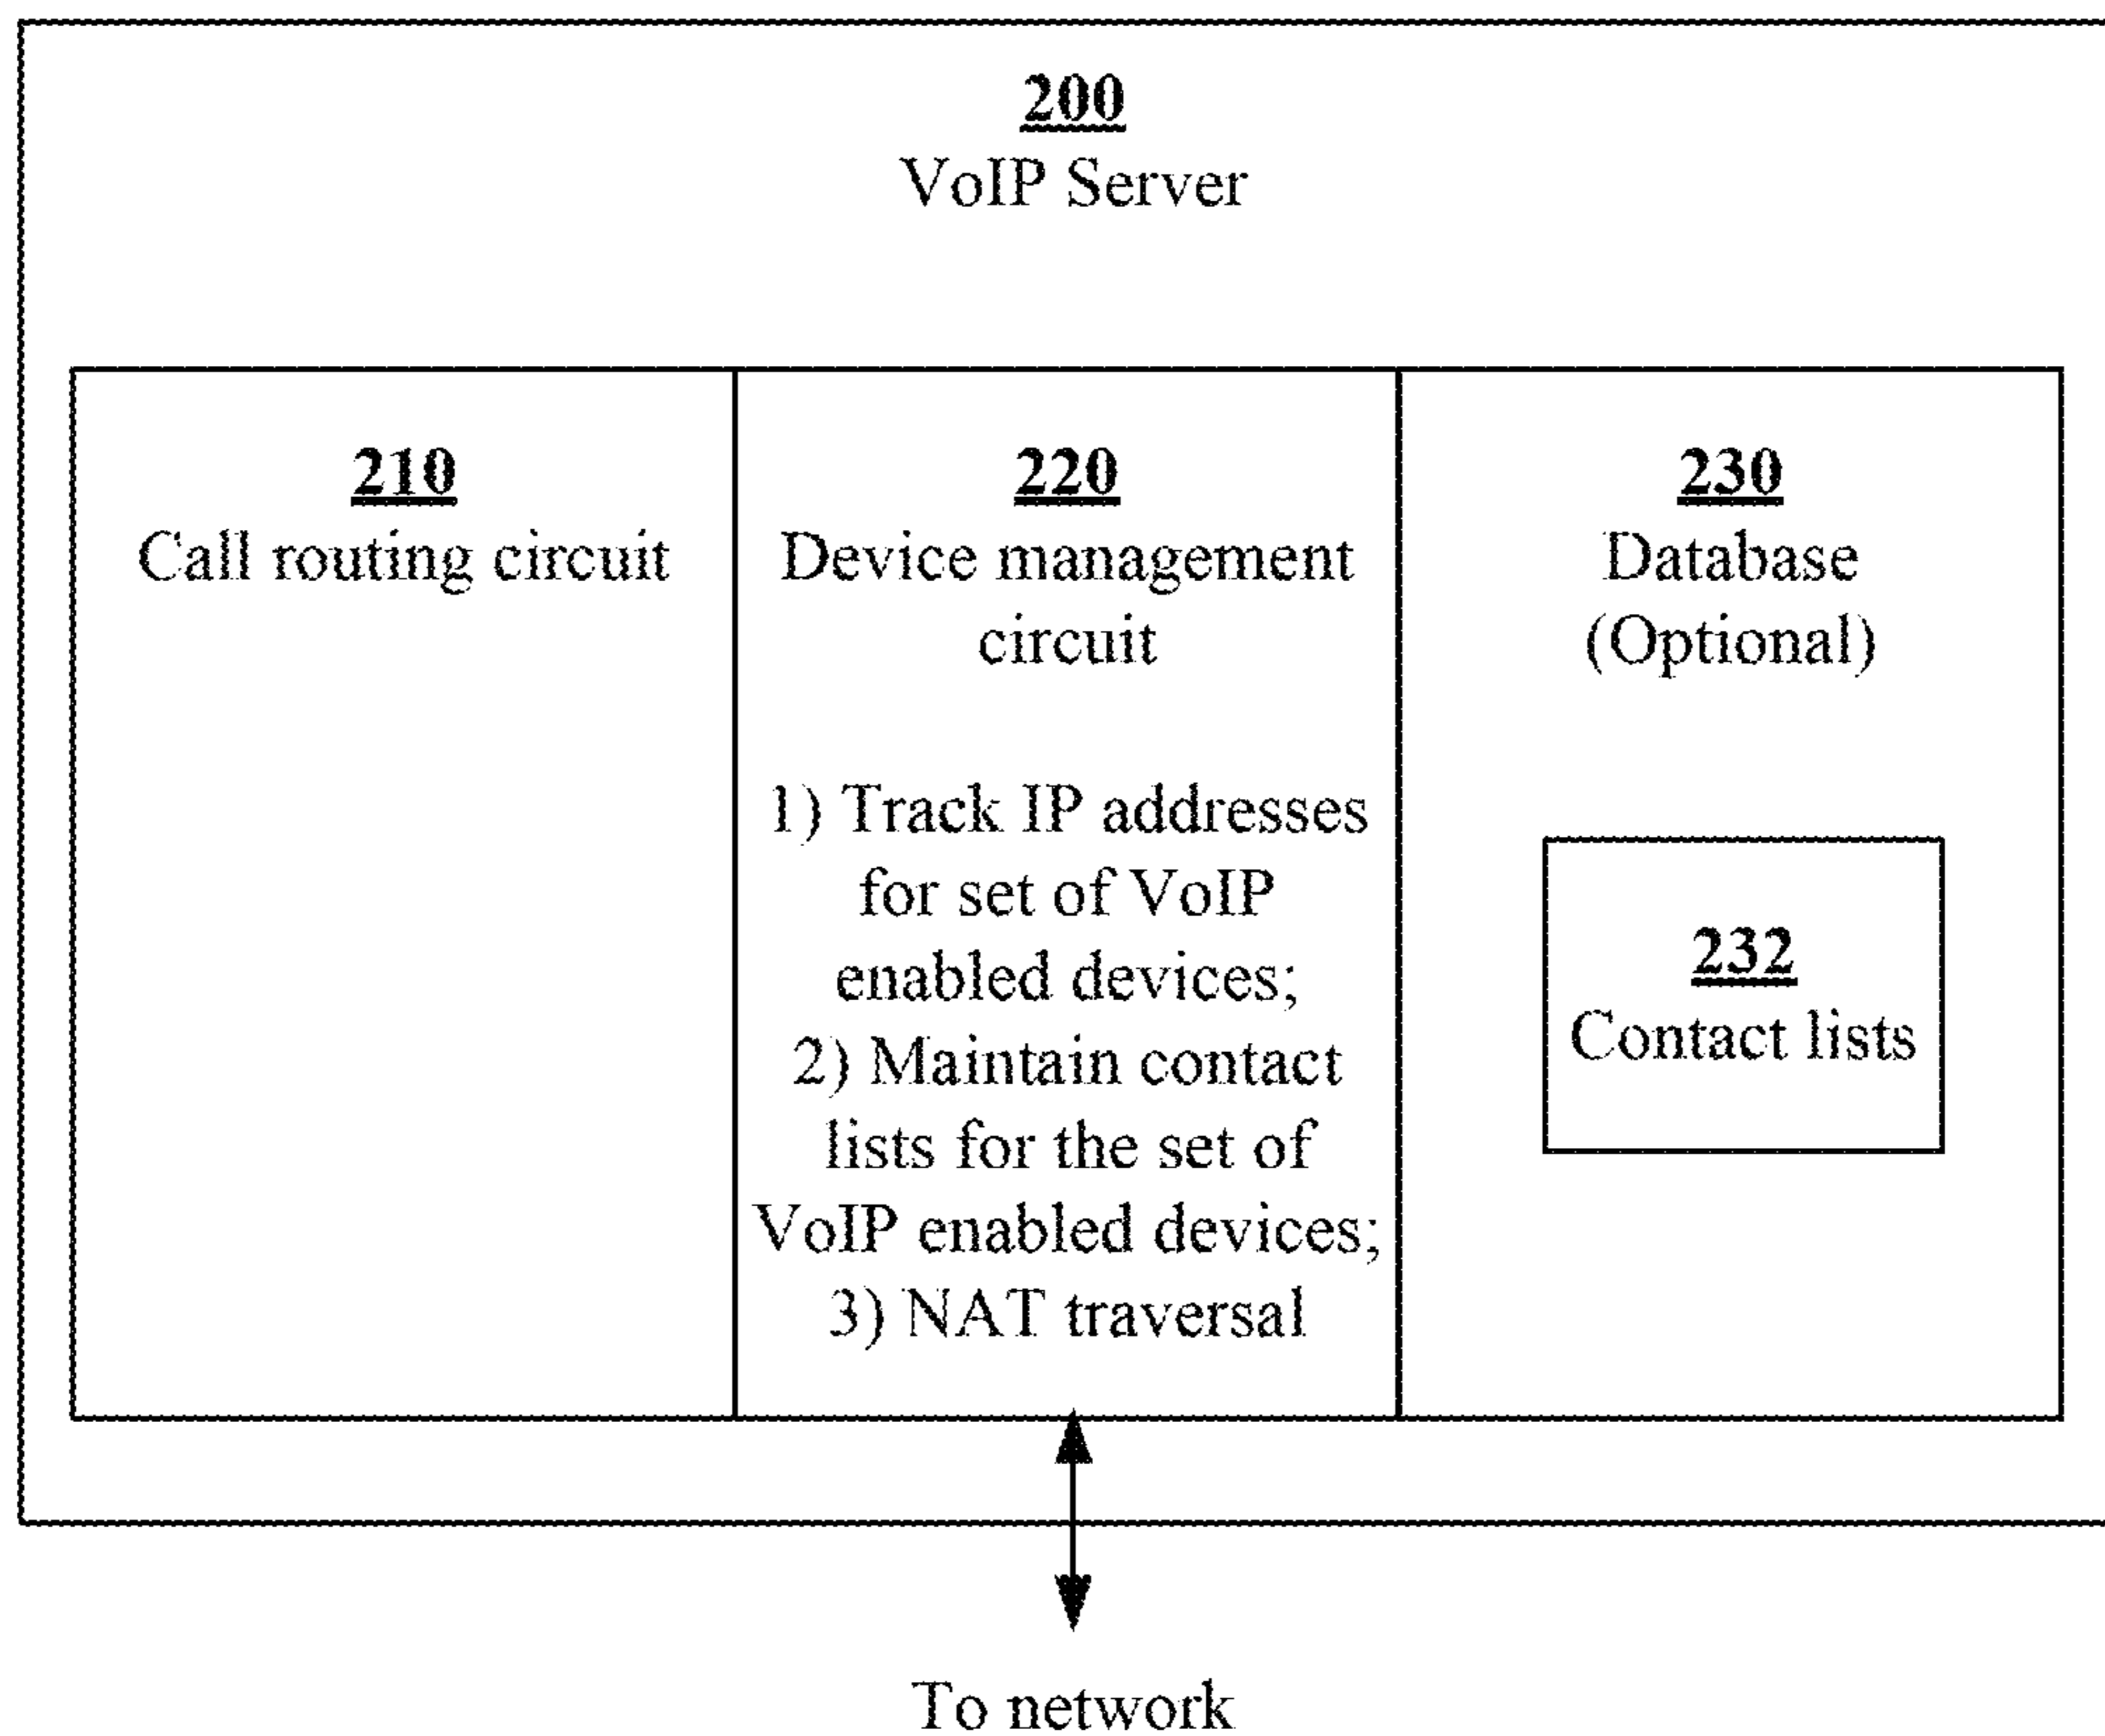 200
VoIP Server
210
Call routing circuit
220
Device management
circuit
1) Track IP addresses
for set of VoIP
enabled devices;
2) Maintain contact
lists for the set of
VoIP enabled devices;
3) NAT traversal
230
Database
(Optional)
232
Contact lists
To network